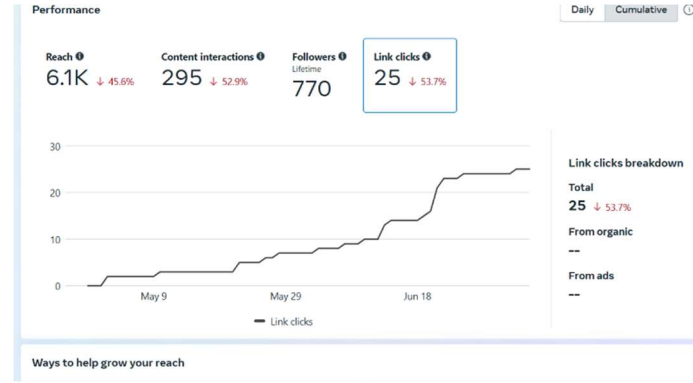 Performance
Daily Cumulative
Reach Content interactions Followers Link clicks
Lifetime
6.1K ↓ 45.6% 295 ↓ 52.9% 770 25 ↓ 53.7%
30
20
10
0
May 9 May 29 Jun 18
Link clicks
Link clicks breakdown
Total
25 ↓ 53.7%
From organic
--
From ads
--
Ways to help grow your reach